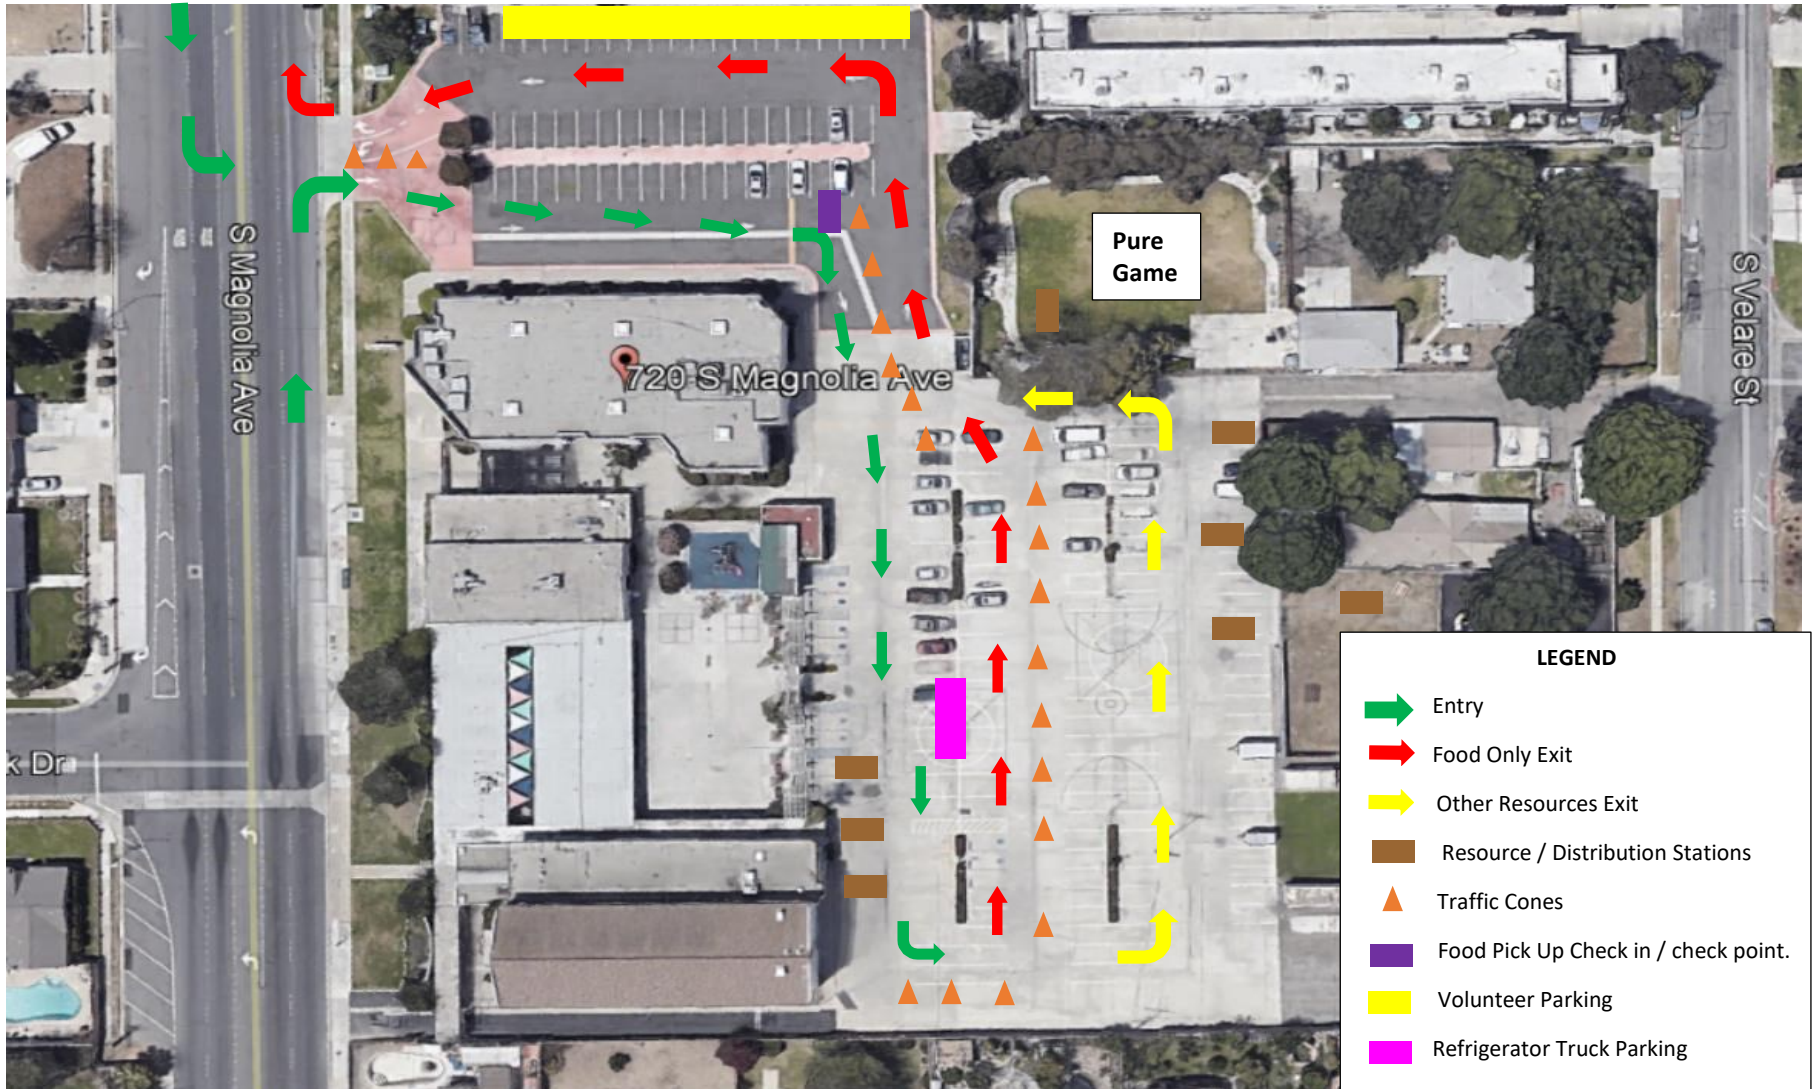 S Magnolia Ave
Pure
Game
S Velare St
720 S Magnolia Ave
k Dr
LEGEND
Entry
Food Only Exit
Other Resources Exit
Resource / Distribution Stations
Traffic Cones
Food Pick Up Check in / check point.
Volunteer Parking
Refrigerator Truck Parking